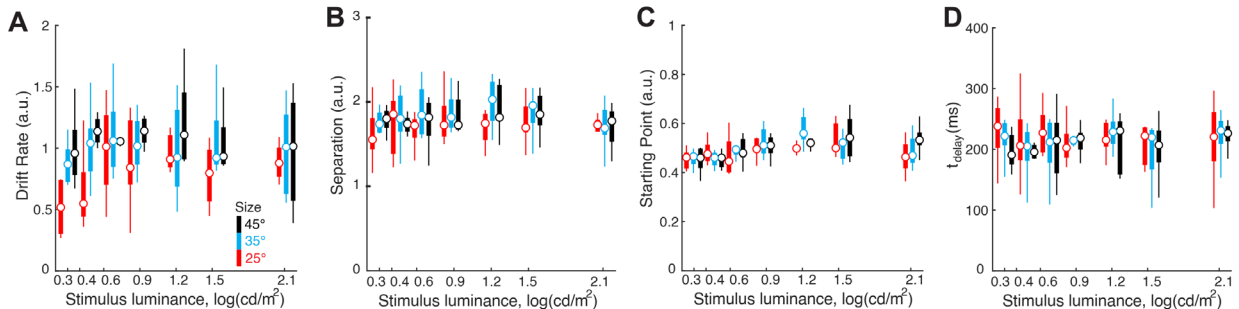 A
Drift Rate (a.u.)
2
1.5
1
0.5
0
Size
45°
35°
25°
0.3 0.4 0.6 0.9 1.2 1.5 2.1
Stimulus luminance, log(cd/m²)
B
Separation (a.u.)
3
2
1
0
0.3 0.4 0.6 0.9 1.2 1.5 2.1
Stimulus luminance, log(cd/m²)
C
Starting Point (a.u.)
1
0.8
0.6
0.4
0.2
0
0.3 0.4 0.6 0.9 1.2 1.5 2.1
Stimulus luminance, log(cd/m²)
D
t_delay (ms)
400
300
200
100
0
0.3 0.4 0.6 0.9 1.2 1.5 2.1
Stimulus luminance, log(cd/m²)